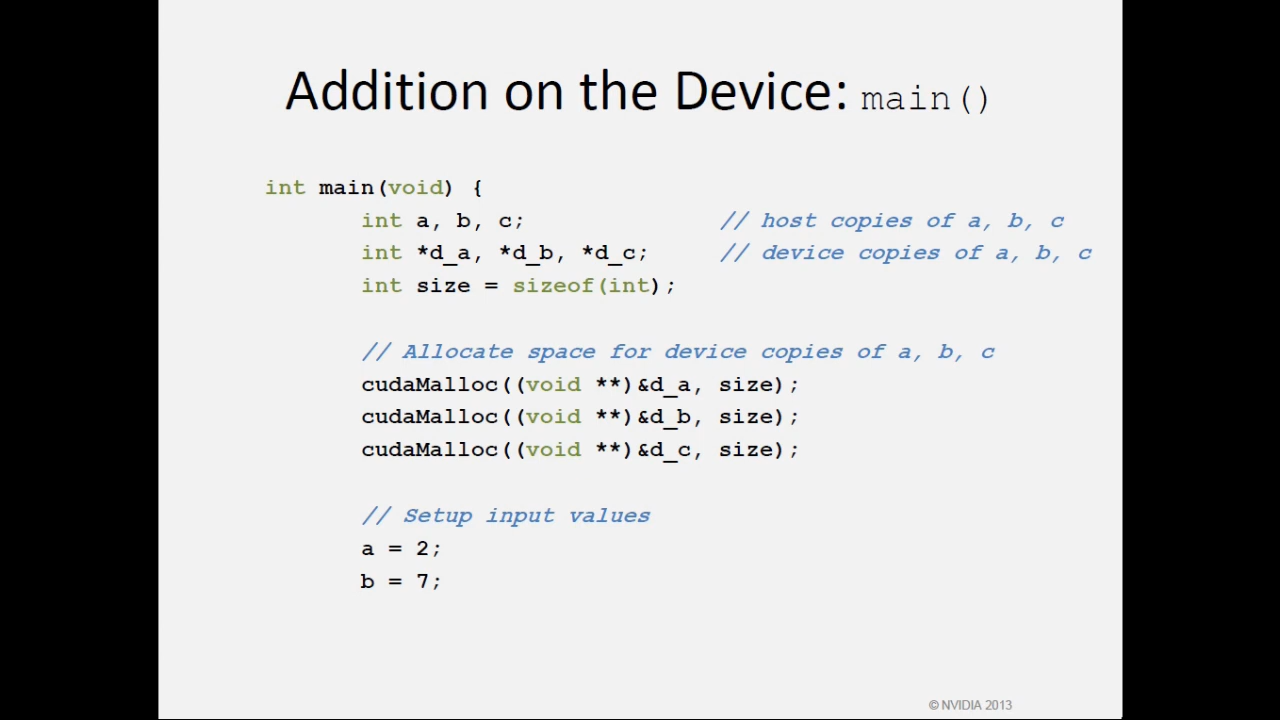 Addition on the Device: main()
int main(void) {
int a, b, c; // host copies of a, b, c
int *d_a, *d_b, *d_c; // device copies of a, b, c
int size = sizeof(int);
// Allocate space for device copies of a, b, c
cudaMalloc((void **)&d_a, size);
cudaMalloc((void **)&d_b, size);
cudaMalloc((void **)&d_c, size);
// Setup input values
a = 2;
b = 7;
© NVIDIA 2013